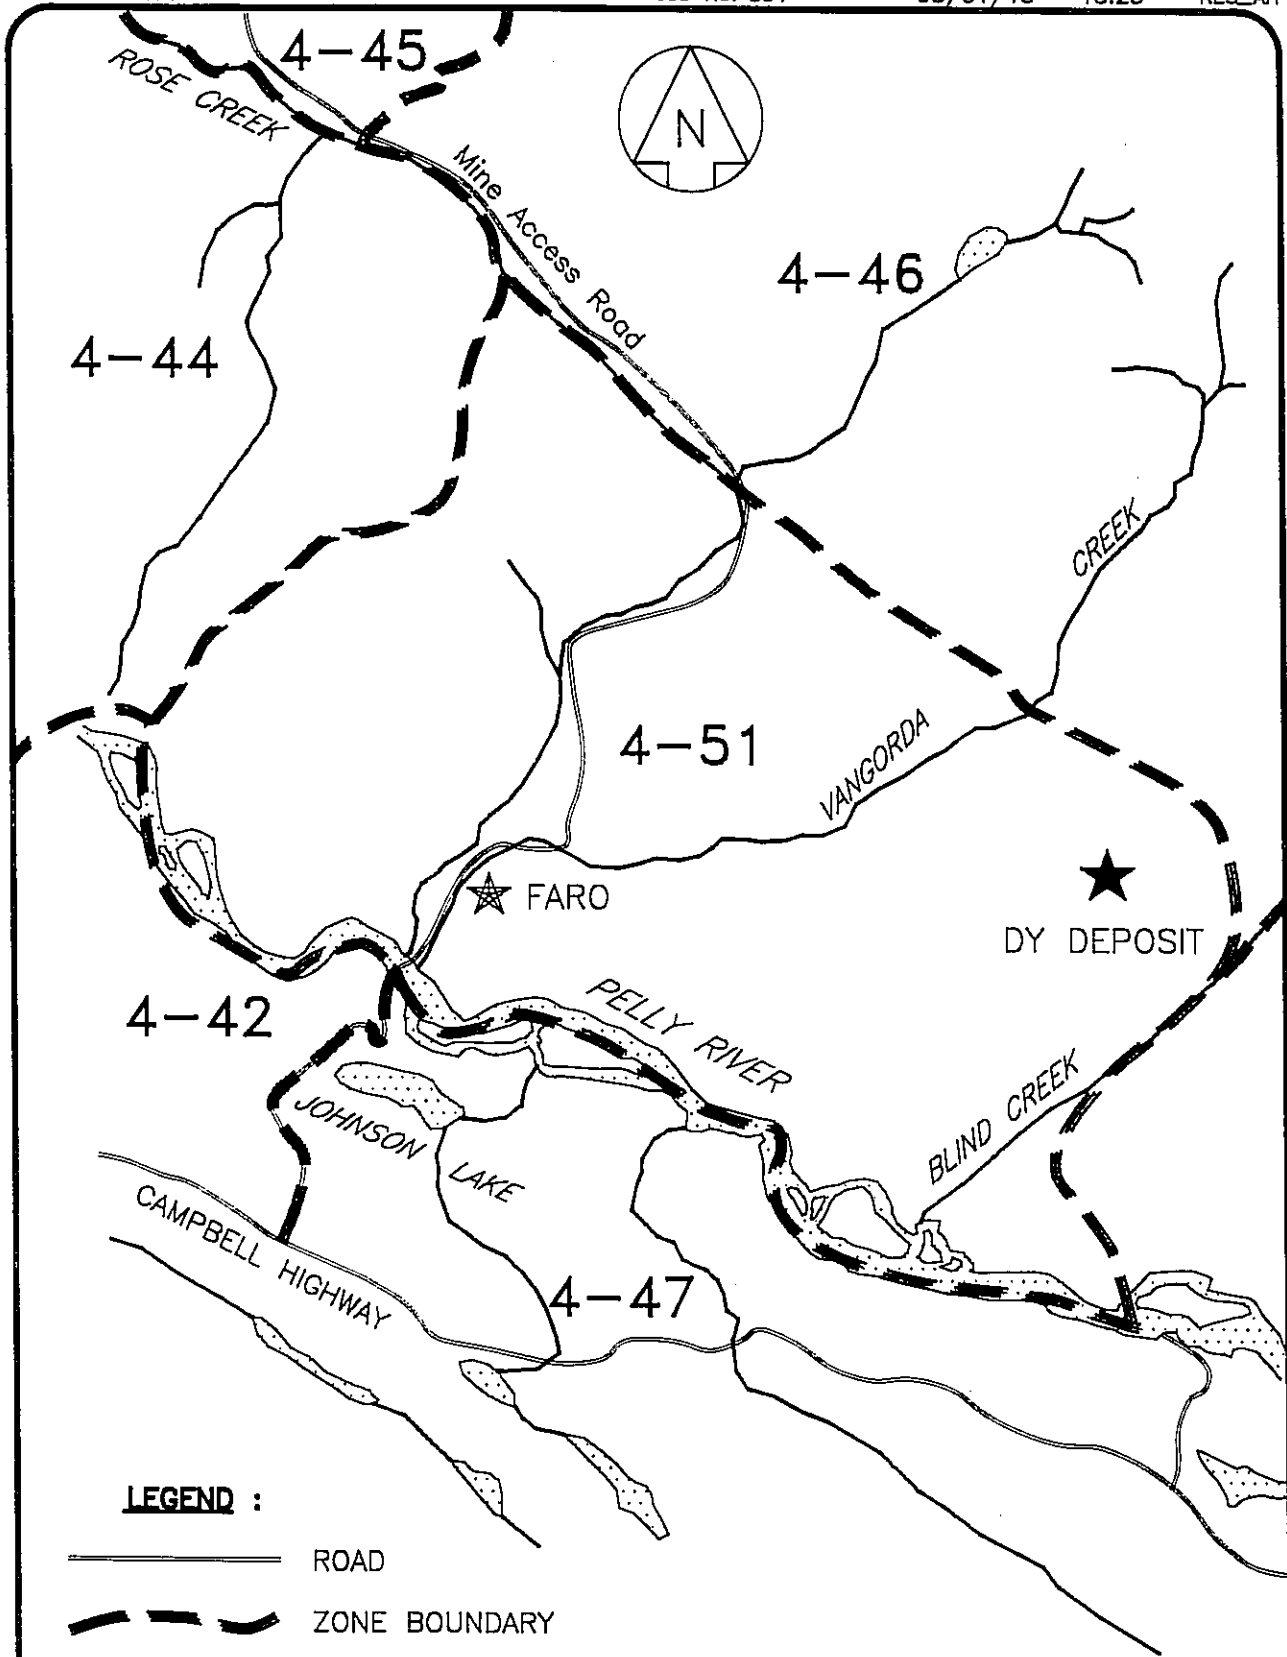 4-45
ROSE CREEK
N
Mine Access Road
4-46
4-44
CREEK
4-51
VANGORDA
FARO
DY DEPOSIT
4-42
PELLY RIVER
JOHNSON LAKE
BLIND CREEK
CAMPBELL HIGHWAY
4-47
LEGEND :
ROAD
ZONE BOUNDARY